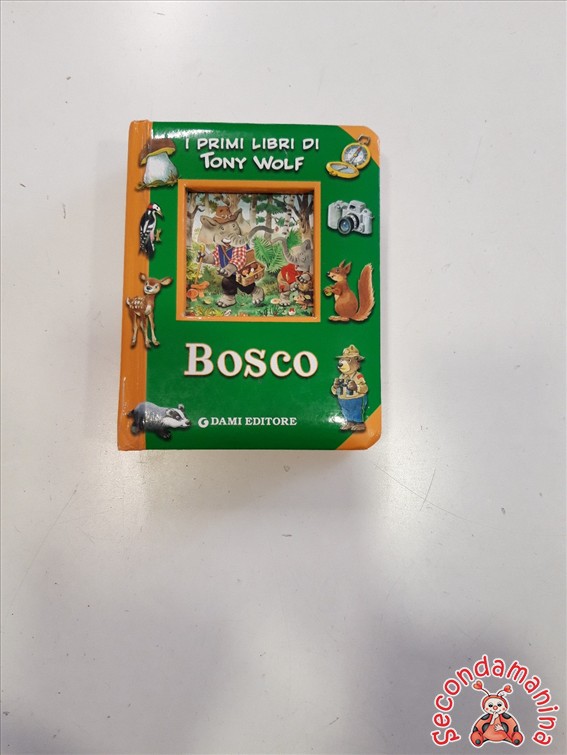 I PRIMI LIBRI DI
TONY WOLF
BOSCO
DAMI EDITORE
Secondamanina